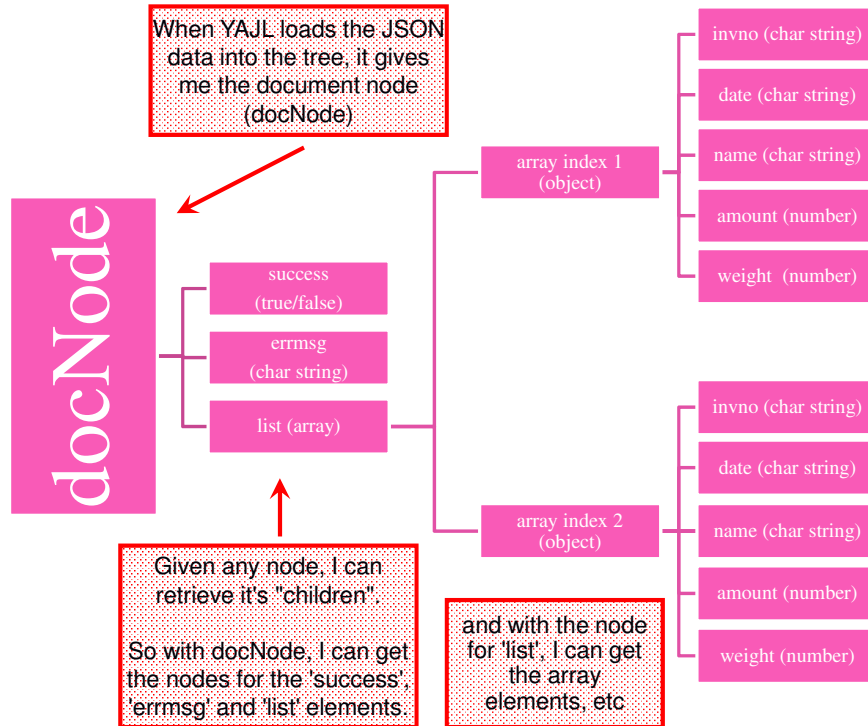 When YAJL loads the JSON
data into the tree, it gives
me the document node
(docNode)
docNode
success
(true/false)
errmsg
(char string)
list (array)
array index 1
(object)
invno (char string)
date (char string)
name (char string)
amount (number)
weight  (number)
array index 2
(object)
invno (char string)
date (char string)
name (char string)
amount (number)
weight (number)
Given any node, I can
retrieve it's "children".
So with docNode, I can get
the nodes for the 'success',
'errmsg' and 'list' elements.
and with the node
for 'list', I can get
the array
elements, etc